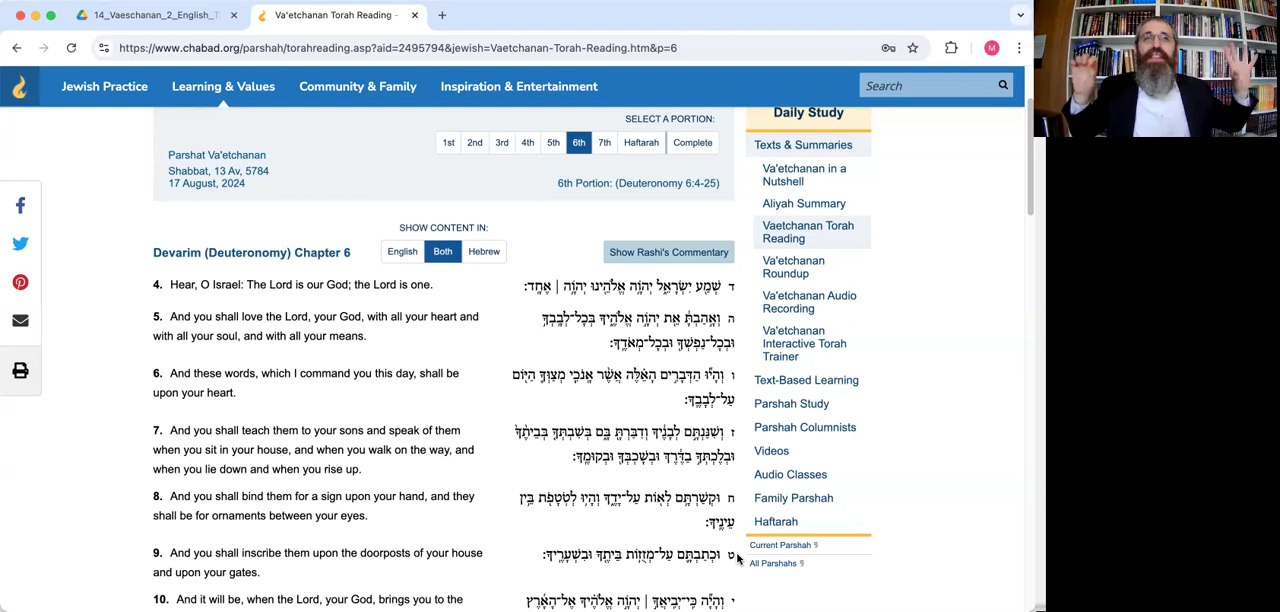 14_Vaeschanan_2_English_T
Va'etchanan Torah Reading -
https://www.chabad.org/parshah/torahreading.asp?aid=2495794&jewish=Vaetchanan-Torah-Reading.htm&p=6
M
Jewish Practice
Learning & Values
Community & Family
Inspiration & Entertainment
Search
SELECT A PORTION:
1st 2nd 3rd 4th 5th 6th 7th Haftarah Complete
Parshat Va'etchanan
Shabbat, 13 Av, 5784
17 August, 2024
6th Portion: (Deuteronomy 6:4-25)
SHOW CONTENT IN:
Devarim (Deuteronomy) Chapter 6
English Both Hebrew
Show Rashi's Commentary
4. Hear, O Israel: The Lord is our God; the Lord is one.
ד שְׁמַ֖ע יִשְׂרָאֵ֑ל יְהֹוָ֥ה אֱלֹהֵ֖ינוּ יְהֹוָ֥ה | אֶחָֽד:
5. And you shall love the Lord, your God, with all your heart and
with all your soul, and with all your means.
ה וְאָ֣הַבְתָּ֔ אֵ֖ת יְהֹוָ֣ה אֱלֹהֶ֑יךָ בְּכָל־לְבָֽבְךָ֥
וּבְכָל־נַפְשְׁךָ֖ וּבְכָל־מְאֹדֶֽךָ:
6. And these words, which I command you this day, shall be
upon your heart.
ו וְהָי֞וּ הַדְּבָרִ֣ים הָאֵ֗לֶּה אֲשֶׁ֨ר אָֽנֹכִ֧י מְצַוְּךָ֛ הַיּ֖וֹם
עַל־לְבָבֶֽךָ:
7. And you shall teach them to your sons and speak of them
when you sit in your house, and when you walk on the way, and
when you lie down and when you rise up.
ז וְשִׁנַּנְתָּ֣ם לְבָנֶ֔יךָ וְדִבַּרְתָּ֖ בָּ֑ם בְּשִׁבְתְּךָ֤ בְּבֵיתֶ֨ךָ֙
וּבְלֶכְתְּךָ֣ בַדֶּ֔רֶךְ וּבְשָׁכְבְּךָ֖ וּבְקוּמֶֽךָ:
8. And you shall bind them for a sign upon your hand, and they
shall be for ornaments between your eyes.
ח וּקְשַׁרְתָּ֥ם לְא֖וֹת עַל־יָדֶ֑ךָ וְהָי֥וּ לְטֹטָפֹ֖ת בֵּ֥ין
עֵינֶֽיךָ:
9. And you shall inscribe them upon the doorposts of your house
and upon your gates.
ט וּכְתַבְתָּ֛ם עַל־מְזֻז֥וֹת בֵּיתֶ֖ךָ וּבִשְׁעָרֶֽיךָ:
10. And it will be, when the Lord, your God, brings you to the
י וְהָיָ֞ה כִּ֥י־יְבִֽיאֲךָ֣ | יְהֹוָ֣ה אֱלֹהֶ֗יךָ אֶל־הָאָ֜רֶץ
Daily Study
Texts & Summaries
Va'etchanan in a
Nutshell
Aliyah Summary
Vaetchanan Torah
Reading
Va'etchanan
Roundup
Va'etchanan Audio
Recording
Va'etchanan
Interactive Torah
Trainer
Text-Based Learning
Parshah Study
Parshah Columnists
Videos
Audio Classes
Family Parshah
Haftarah
Current Parshah ¶
All Parshahs ¶